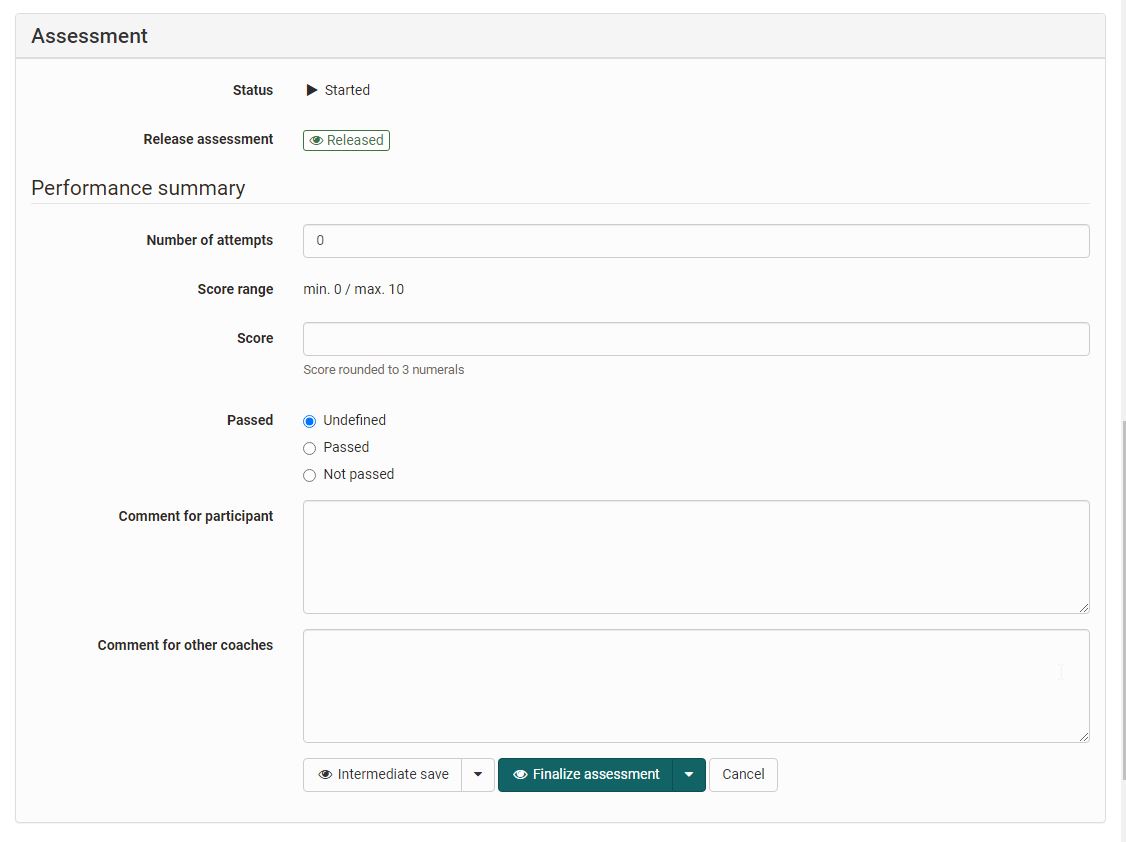 Assessment
Status Started
Release assessment Released
Performance summary
Number of attempts 0
Score range min. 0 / max. 10
Score
Score rounded to 3 numerals
Passed Undefined
Passed
Not passed
Comment for participant
Comment for other coaches
Intermediate save Finalize assessment Cancel